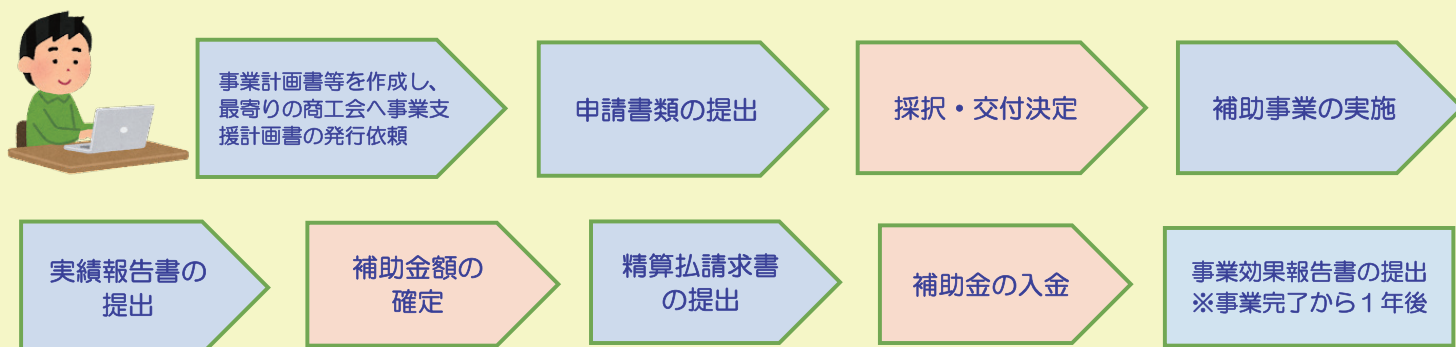 事業計画書等を作成し、
最寄りの商工会へ事業支
援計画書の発行依頼
申請書類の提出
採択・交付決定
補助事業の実施
実績報告書の
提出
補助金額の
確定
精算払請求書
の提出
補助金の入金
事業効果報告書の提出
※事業完了から1年後